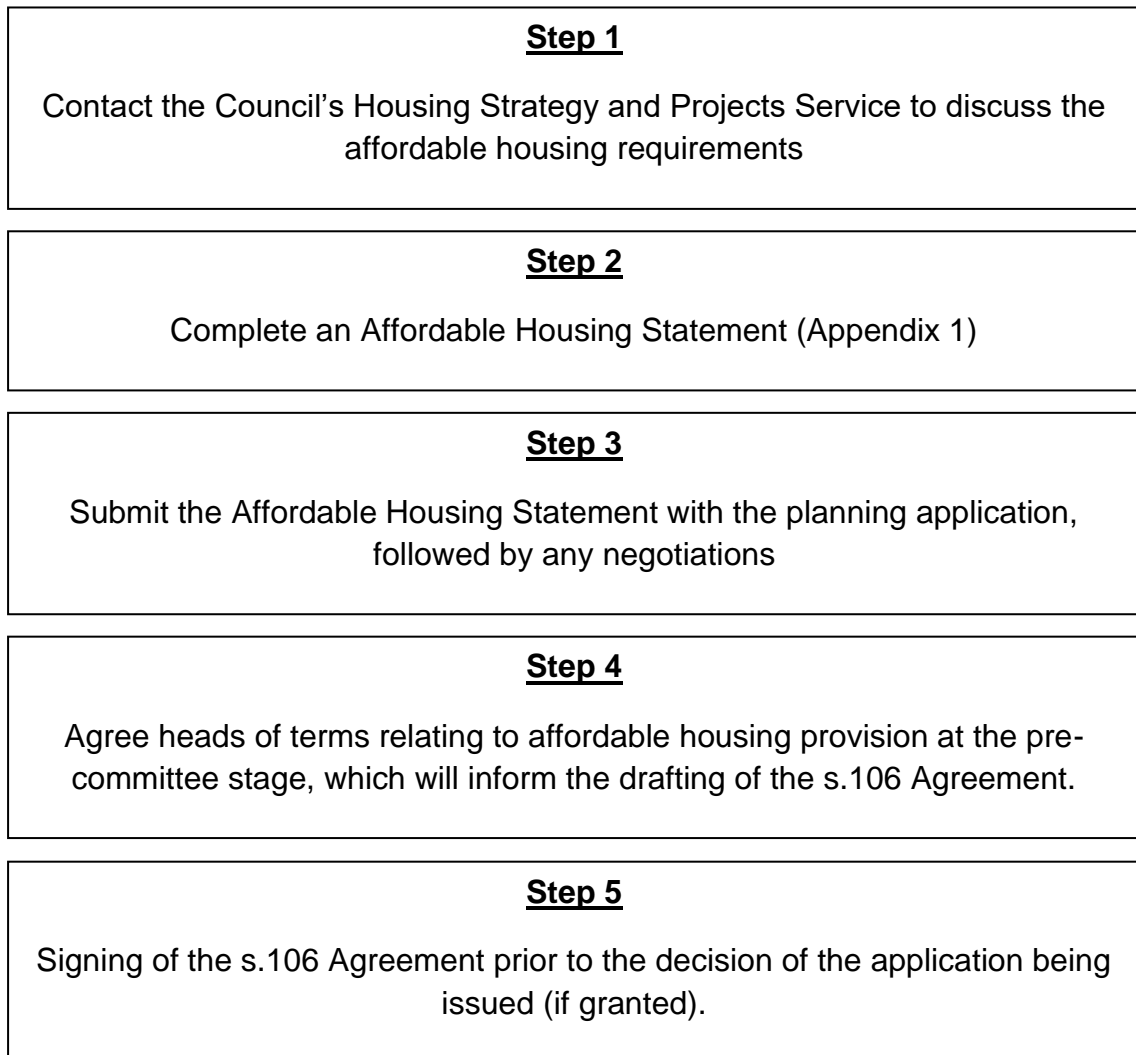 Step 1
Contact the Council's Housing Strategy and Projects Service to discuss the
affordable housing requirements
Step 2
Complete an Affordable Housing Statement (Appendix 1)
Step 3
Submit the Affordable Housing Statement with the planning application,
followed by any negotiations
Step 4
Agree heads of terms relating to affordable housing provision at the pre-
committee stage, which will inform the drafting of the s.106 Agreement.
Step 5
Signing of the s.106 Agreement prior to the decision of the application being
issued (if granted).